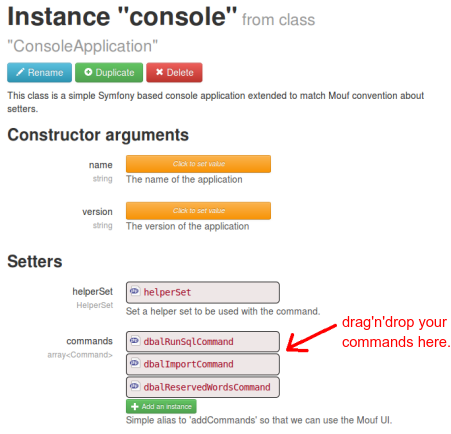 Instance "console" from class
"ConsoleApplication"
Rename Duplicate Delete
This class is a simple Symfony based console application extended to match Mouf convention about
setters.
Constructor arguments
name Click to set value
string The name of the application
version Click to set value
string The version of the application
Setters
helperSet helperSet
HelperSet Set a helper set to be used with the command.
commands dbalRunSqlCommand
array<Command> dbalImportCommand
dbalReservedWordsCommand
drag'n'drop your
commands here.
Add an instance
Simple alias to 'addCommands' so that we can use the Mouf UI.